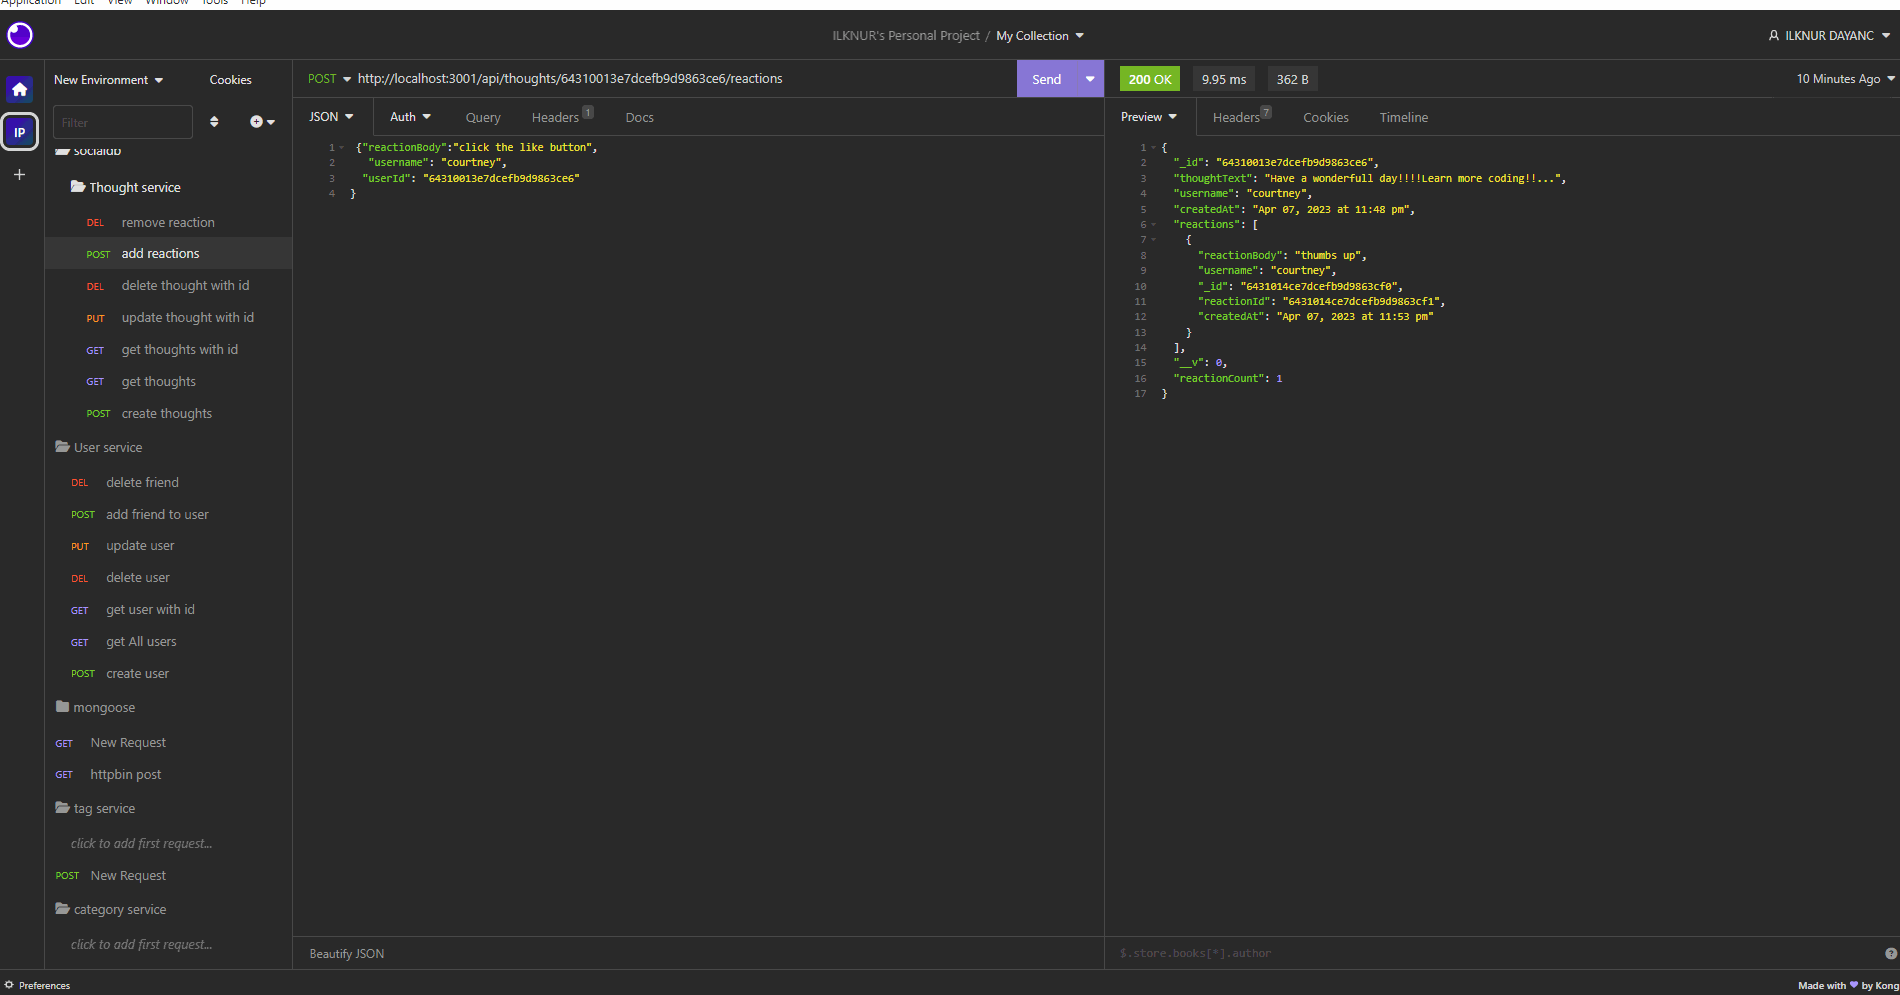 Application Edit View Window Tools Help
ILKNUR's Personal Project / My Collection
ILKNUR DAYANC
New Environment
Cookies
POST http://localhost:3001/api/thoughts/64310013e7dcefb9d9863ce6/reactions
Send
200 OK
9.95 ms
362 B
10 Minutes Ago
IP
Filter
socialdb
Thought service
DEL remove reaction
POST add reactions
DEL delete thought with id
PUT update thought with id
GET get thoughts with id
GET get thoughts
POST create thoughts
User service
DEL delete friend
POST add friend to user
PUT update user
DEL delete user
GET get user with id
GET get All users
POST create user
mongoose
GET New Request
GET httpbin post
tag service
click to add first request...
POST New Request
category service
click to add first request...
JSON Auth Query Headers 1 Docs
1 {"reactionBody":"click the like button",
2 "username": "courtney",
3 "userId": "64310013e7dcefb9d9863ce6"
4 }
Beautify JSON
Preview Headers 7 Cookies Timeline
1 {
2 "_id": "64310013e7dcefb9d9863ce6",
3 "thoughtText": "Have a wonderfull day!!!!Learn more coding!!...",
4 "username": "courtney",
5 "createdAt": "Apr 07, 2023 at 11:48 pm",
6 "reactions": [
7 {
8 "reactionBody": "thumbs up",
9 "username": "courtney",
10 "_id": "6431014ce7dcefb9d9863cf0",
11 "reactionId": "6431014ce7dcefb9d9863cf1",
12 "createdAt": "Apr 07, 2023 at 11:53 pm"
13 }
14 ],
15 "__v": 0,
16 "reactionCount": 1
17 }
$.store.books[*].author
Preferences
Made with by Kong